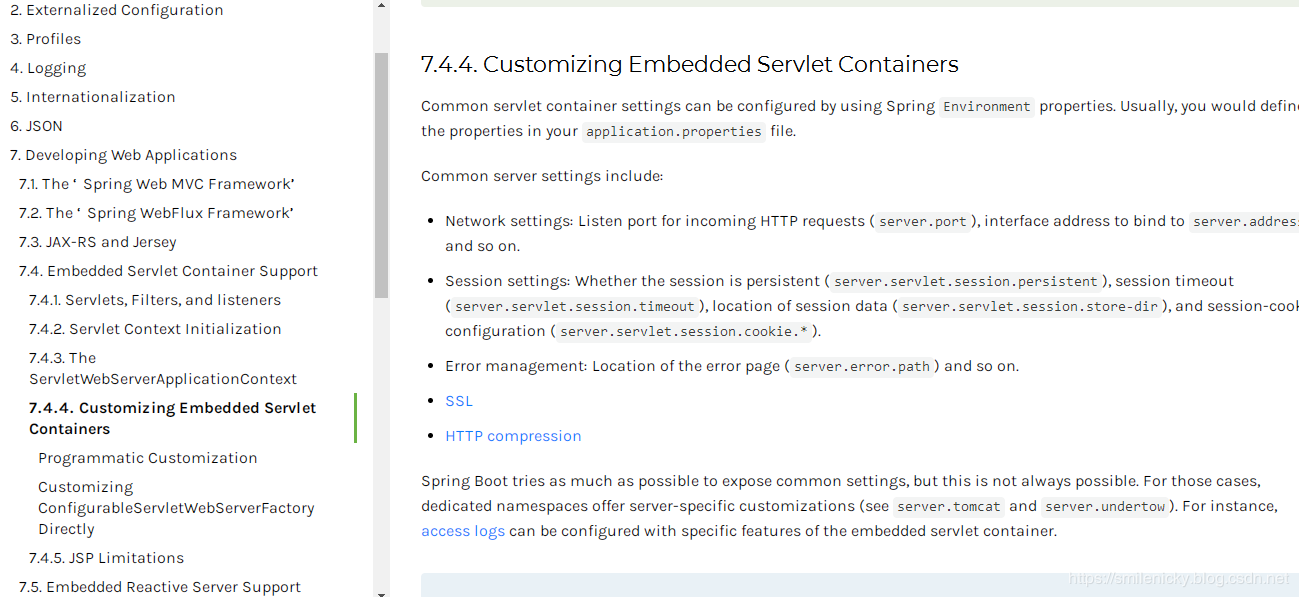 2. Externalized Configuration
3. Profiles
4. Logging
5. Internationalization
6. JSON
7. Developing Web Applications
7.1. The ‘ Spring Web MVC Framework’
7.2. The ‘ Spring WebFlux Framework’
7.3. JAX-RS and Jersey
7.4. Embedded Servlet Container Support
7.4.1. Servlets, Filters, and listeners
7.4.2. Servlet Context Initialization
7.4.3. The
ServletWebServerApplicationContext
7.4.4. Customizing Embedded Servlet
Containers
Programmatic Customization
Customizing
ConfigurableServletWebServerFactory
Directly
7.4.5. JSP Limitations
7.5. Embedded Reactive Server Support
7.4.4. Customizing Embedded Servlet Containers
Common servlet container settings can be configured by using Spring Environment properties. Usually, you would define
the properties in your application.properties file.
Common server settings include:
• Network settings: Listen port for incoming HTTP requests ( server.port ), interface address to bind to server.addres
and so on.
• Session settings: Whether the session is persistent ( server.servlet.session.persistent ), session timeout
( server.servlet.session.timeout ), location of session data ( server.servlet.session.store-dir ), and session-cook
configuration ( server.servlet.session.cookie.* ).
• Error management: Location of the error page ( server.error.path ) and so on.
• SSL
• HTTP compression
Spring Boot tries as much as possible to expose common settings, but this is not always possible. For those cases,
dedicated namespaces offer server-specific customizations (see server.tomcat and server.undertow ). For instance,
access logs can be configured with specific features of the embedded servlet container.
https://smilenicky.blog.csdn.net